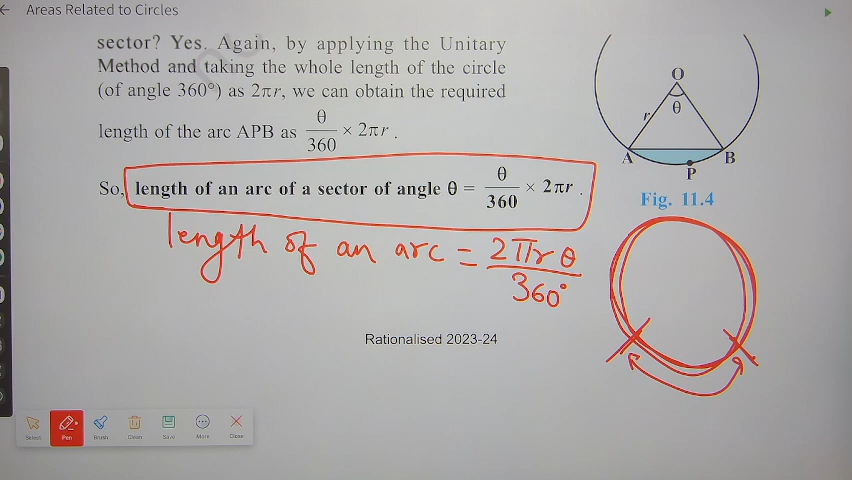 Areas Related to Circles
sector? Yes. Again, by applying the Unitary
Method and taking the whole length of the circle
(of angle 360°) as 2πr, we can obtain the required
length of the arc APB as θ/360 × 2πr .
So, length of an arc of a sector of angle θ = θ/360 × 2πr .
length of an arc = 2πrθ/360°
O
θ
r
A
B
P
Fig. 11.4
Rationalised 2023-24
Select Pen Brush Clean Save More Close